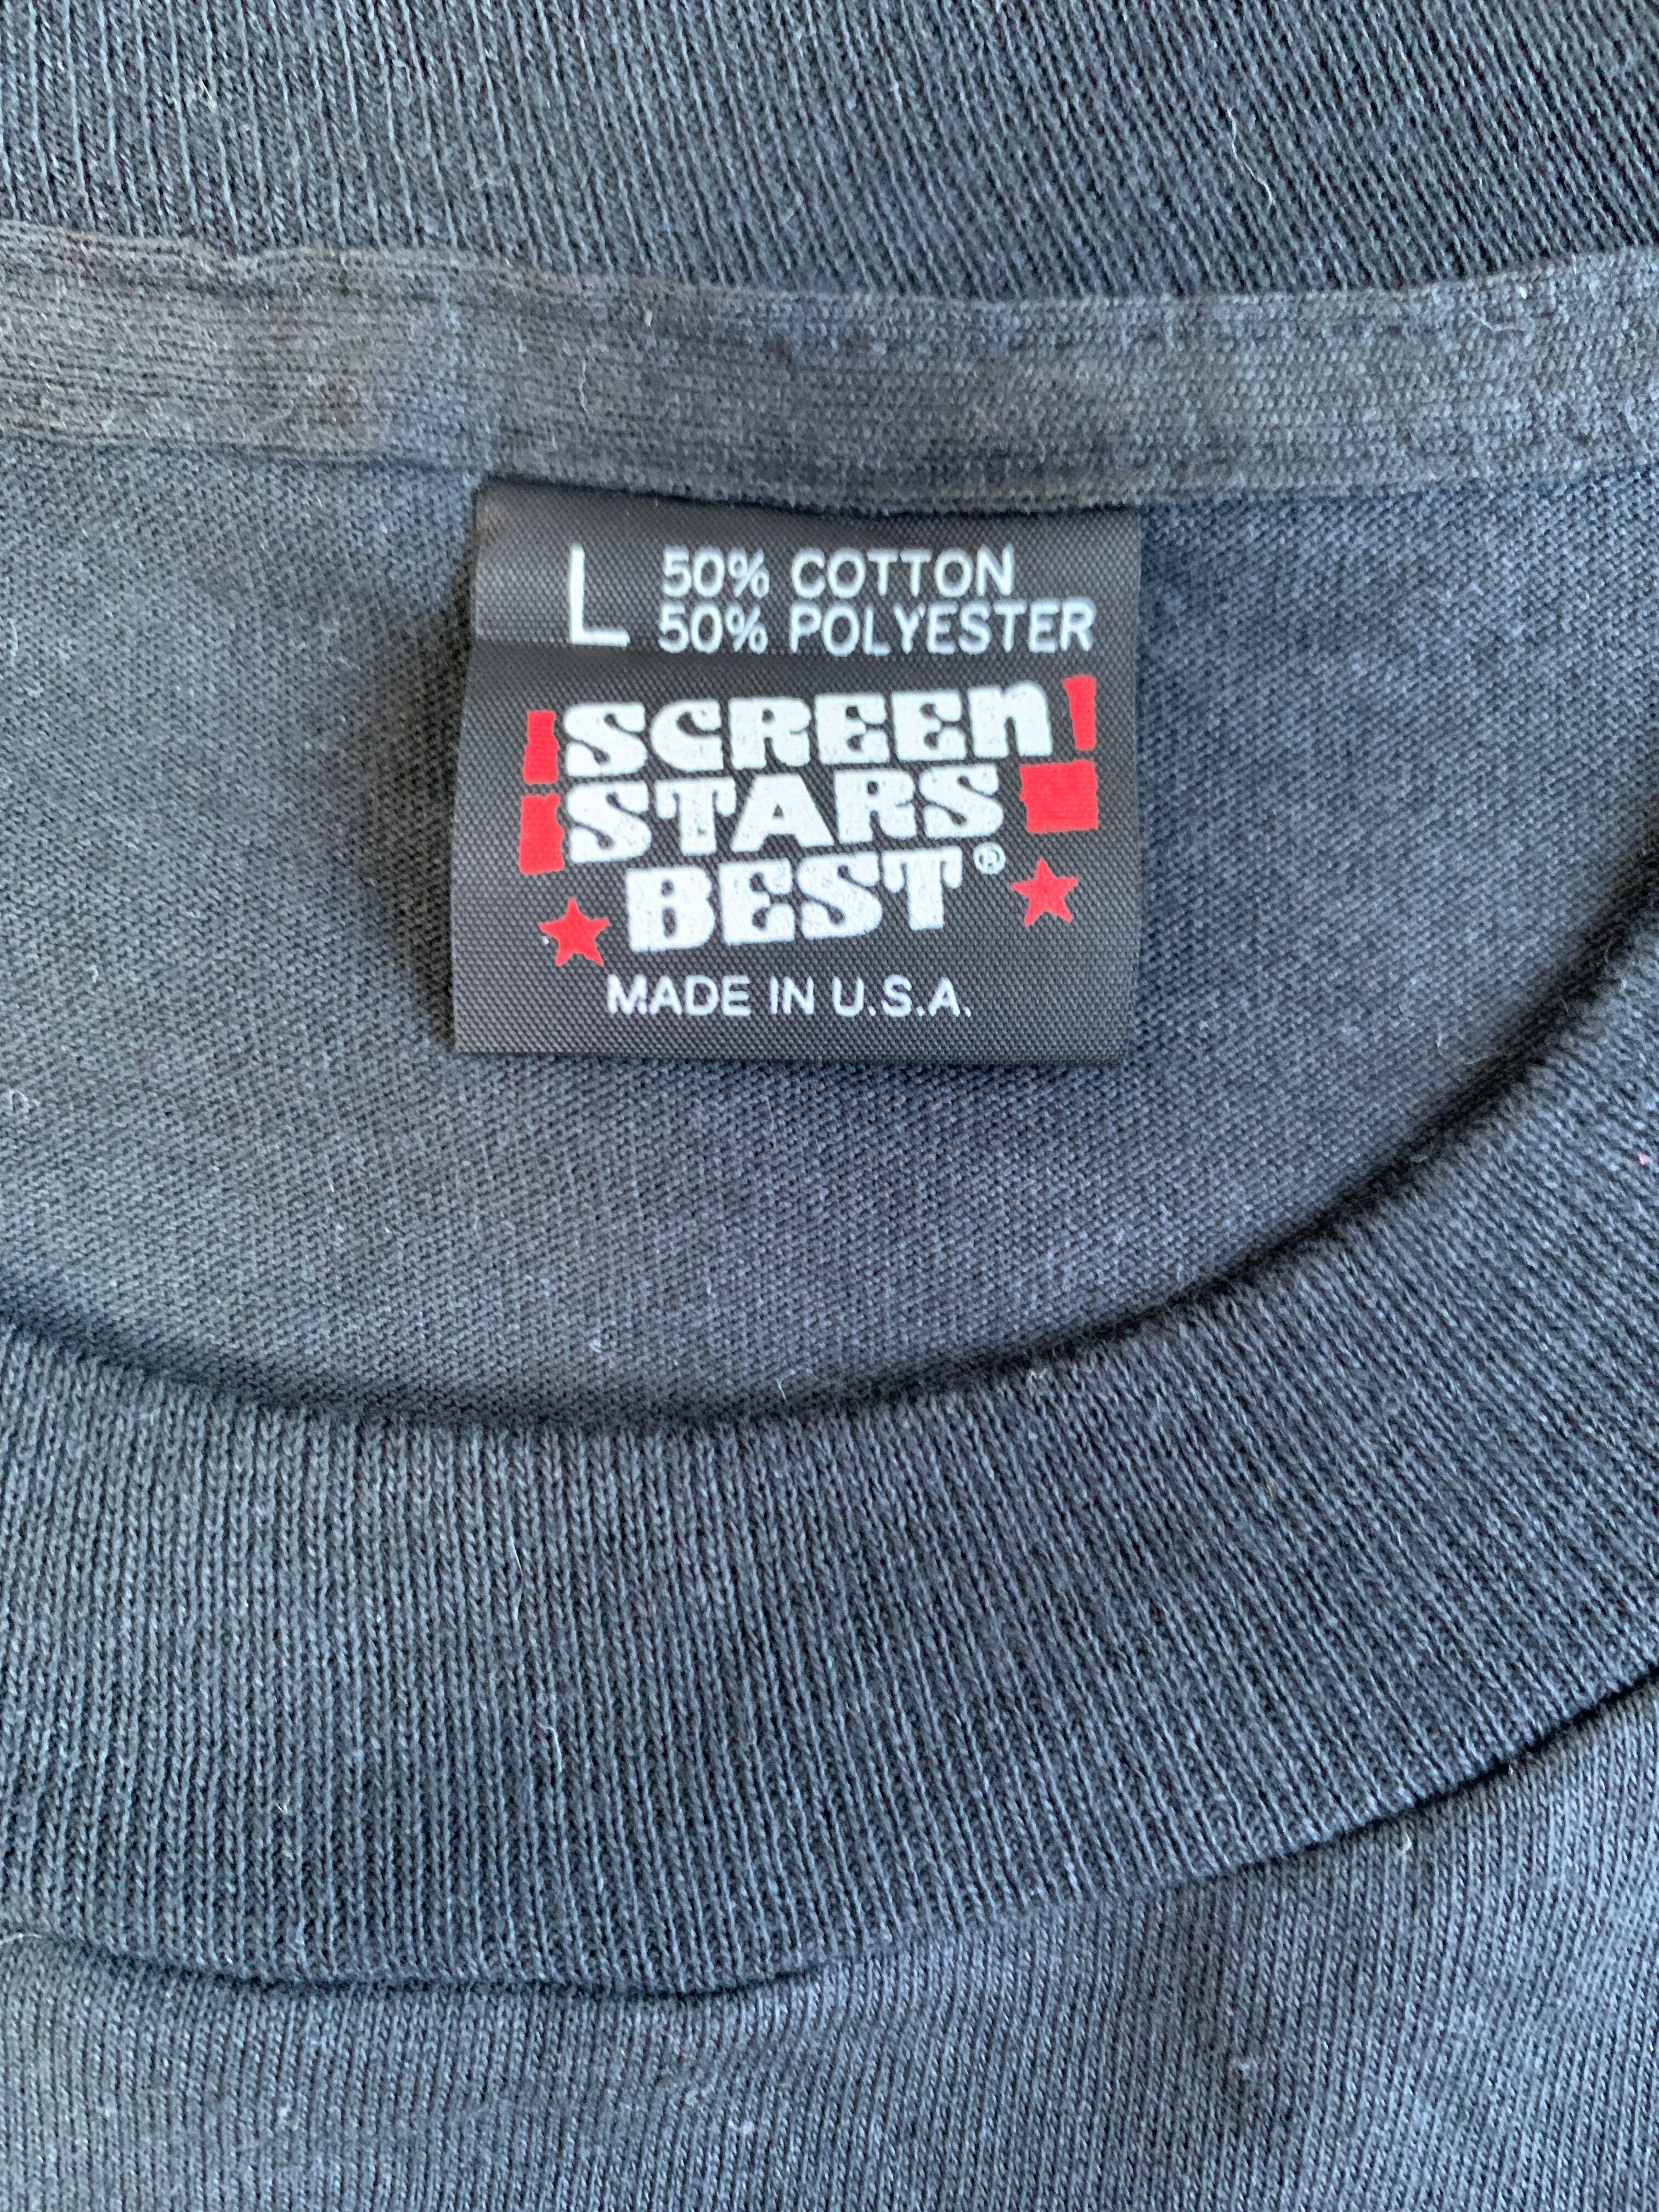 L 50% COTTON
50% POLYESTER
SCREEN
STARS
BEST®
MADE IN U.S.A.